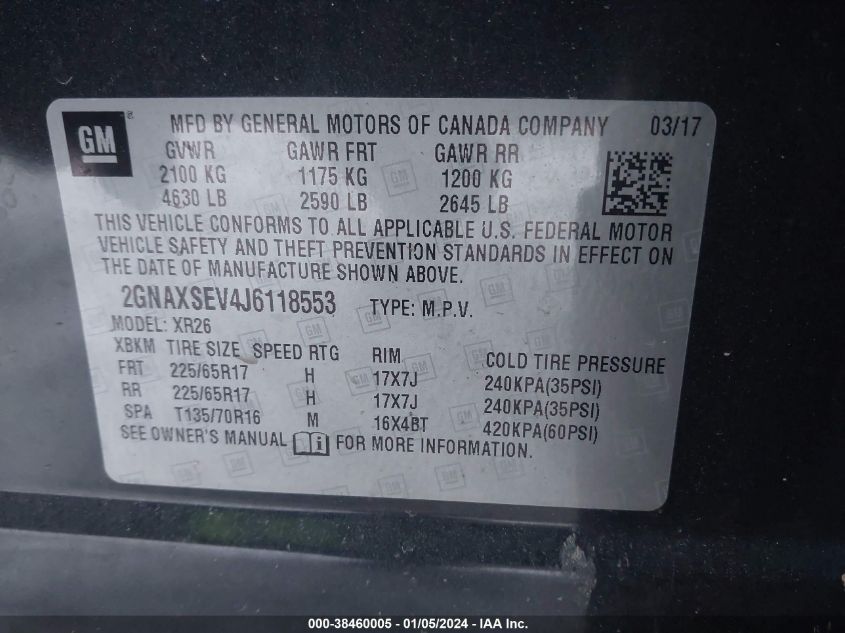 GM ®
MFD BY GENERAL MOTORS OF CANADA COMPANY 03/17
GVWR GAWR FRT GAWR RR
2100 KG 1175 KG 1200 KG
4630 LB 2590 LB 2645 LB
THIS VEHICLE CONFORMS TO ALL APPLICABLE U.S. FEDERAL MOTOR
VEHICLE SAFETY AND THEFT PREVENTION STANDARDS IN EFFECT ON
THE DATE OF MANUFACTURE SHOWN ABOVE.
2GNAXSEV4J6118553 TYPE: M.P.V.
MODEL: XR26
XBKM TIRE SIZE SPEED RTG RIM COLD TIRE PRESSURE
FRT 225/65R17 H 17X7J 240KPA(35PSI)
RR 225/65R17 H 17X7J 240KPA(35PSI)
SPA T135/70R16 M 16X4BT 420KPA(60PSI)
SEE OWNER'S MANUAL i FOR MORE INFORMATION.
000-38460005 - 01/05/2024 - IAA Inc.